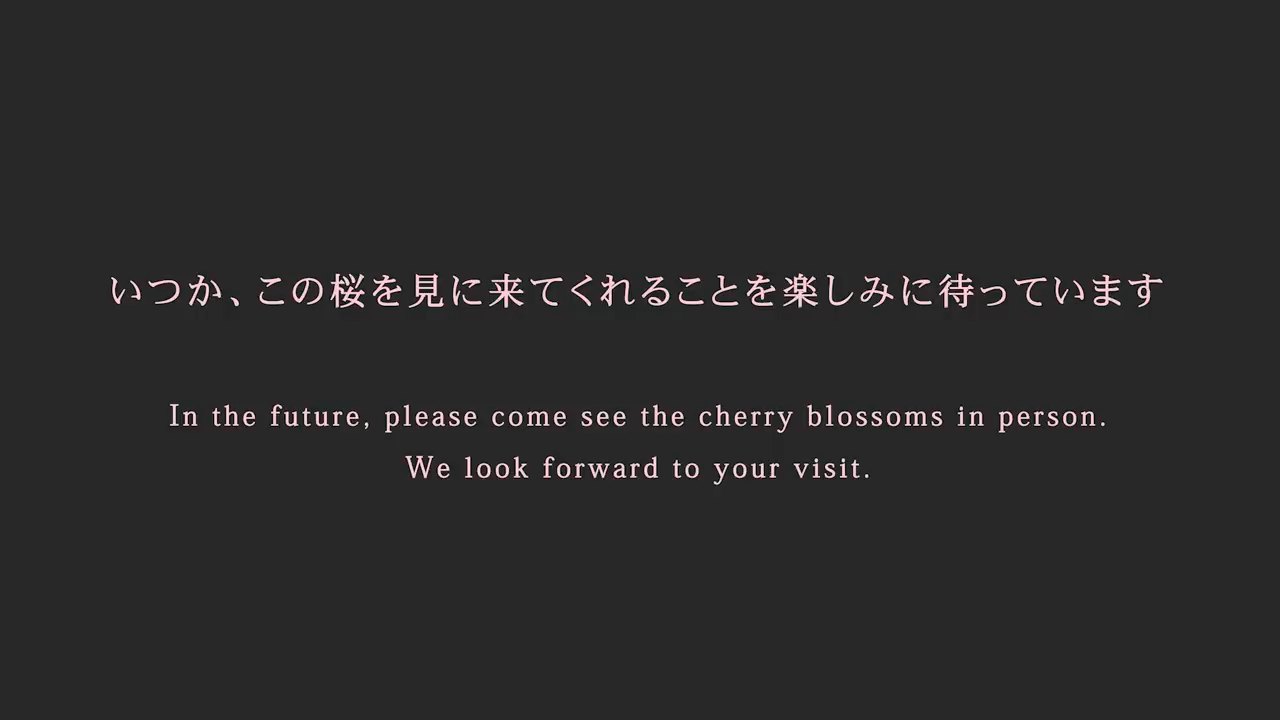 いつか、この桜を見に来てくれることを楽しみに待っています
In the future, please come see the cherry blossoms in person.
We look forward to your visit.